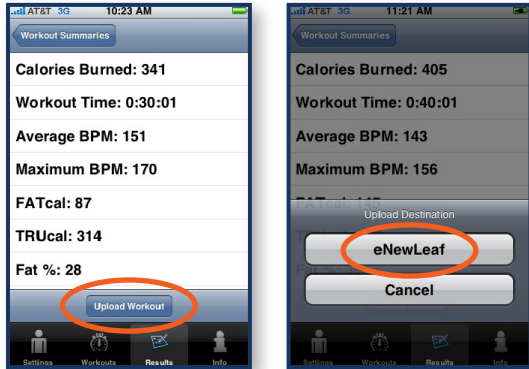 AT&T 3G 10:23 AM
Workout Summaries
Calories Burned: 341
Workout Time: 0:30:01
Average BPM: 151
Maximum BPM: 170
FATcal: 87
TRUcal: 314
Fat %: 28
Upload Workout
Settings Workouts Results Info
AT&T 3G 11:21 AM
Workout Summaries
Calories Burned: 405
Workout Time: 0:40:01
Average BPM: 143
Maximum BPM: 156
FATcal: 145
Upload Destination
eNewLeaf
Cancel
Settings Workouts Results Info